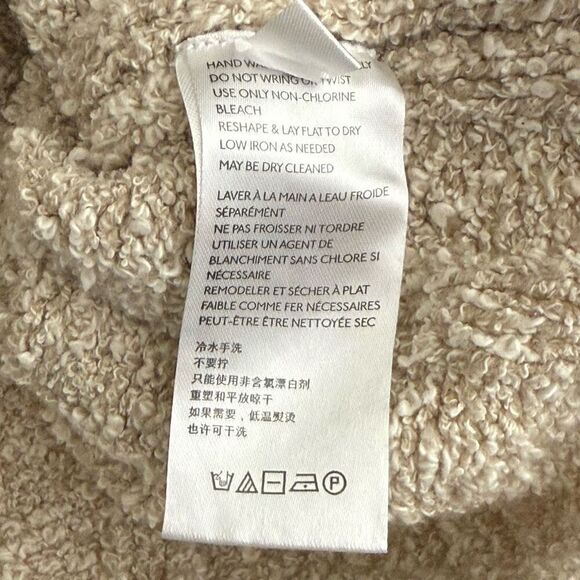 HAND
DO NOT WRING OR TWIST
USE ONLY NON-CHLORINE
BLEACH
RESHAPE & LAY FLAT TO DRY
LOW IRON AS NEEDED
MAY BE DRY CLEANED
LAVER À LA MAIN A LEAU FROIDE
SÉPARÉMENT
NE PAS FROISSER NI TORDRE
UTILISER UN AGENT DE
BLANCHIMENT SANS CHLORE SI
NÉCESSAIRE
REMODELER ET SÉCHER À PLAT
FAIBLE COMME FER NÉCESSAIRES
PEUT-ÊTRE ÊTRE NETTOYÉE SEC
冷水手洗
不要拧
只能使用非含氯漂白剂
重塑和平放晾干
如果需要，低温熨烫
也许可干洗
P